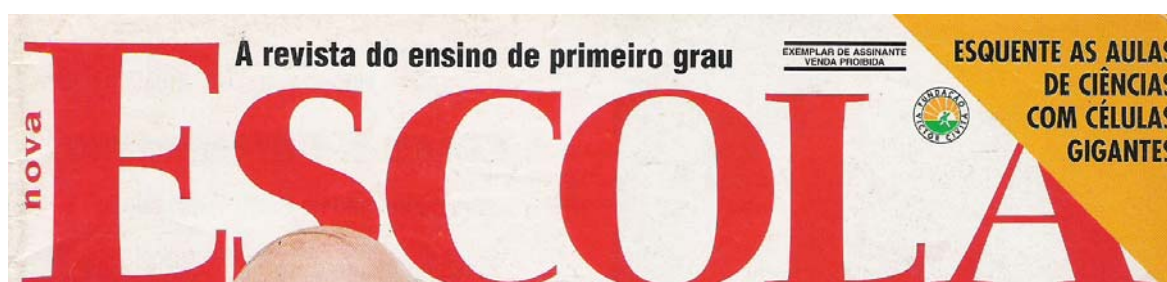 A revista do ensino de primeiro grau
EXEMPLAR DE ASSINANTE
VENDA PROIBIDA
ESQUENTE AS AULAS
DE CIÊNCIAS
COM CÉLULAS
GIGANTES
nova
ESCOLA
FUNDAÇÃO
VICTOR CIVITA